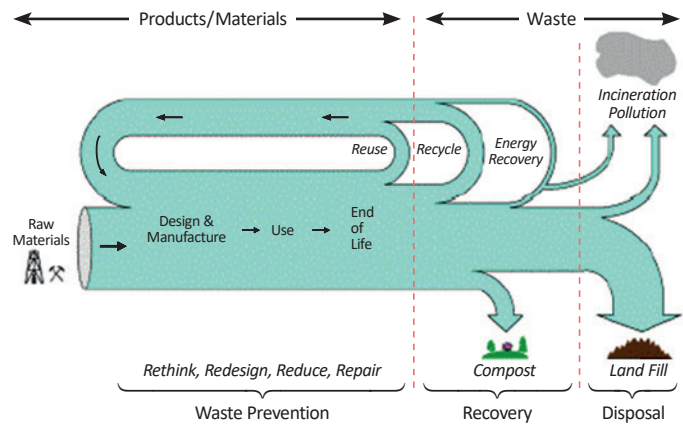 Products/Materials
Waste
Incineration
Pollution
Reuse
Recycle
Energy
Recovery
Raw
Materials
Design &
Manufacture
Use
End
of
Life
Rethink, Redesign, Reduce, Repair
Compost
Land Fill
Waste Prevention
Recovery
Disposal